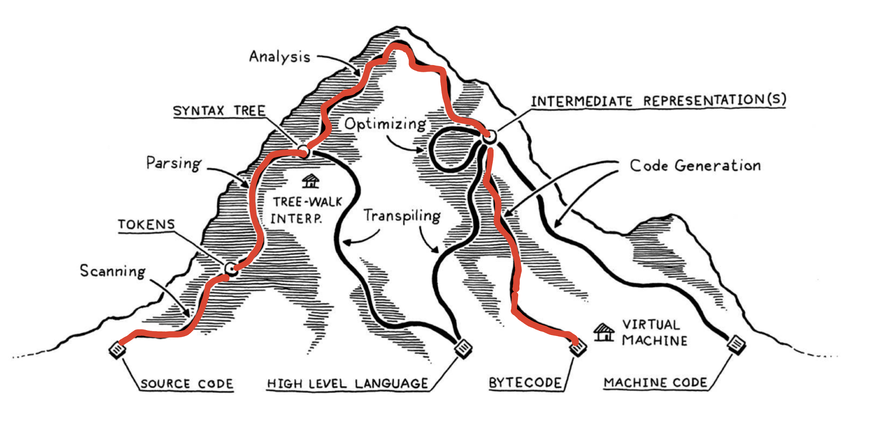 Analysis
SYNTAX TREE
INTERMEDIATE REPRESENTATION(S)
Optimizing
Parsing
Code Generation
TREE-WALK
INTERP.
Transpiling
TOKENS
Scanning
VIRTUAL
MACHINE
SOURCE CODE
HIGH LEVEL LANGUAGE
BYTECODE
MACHINE CODE